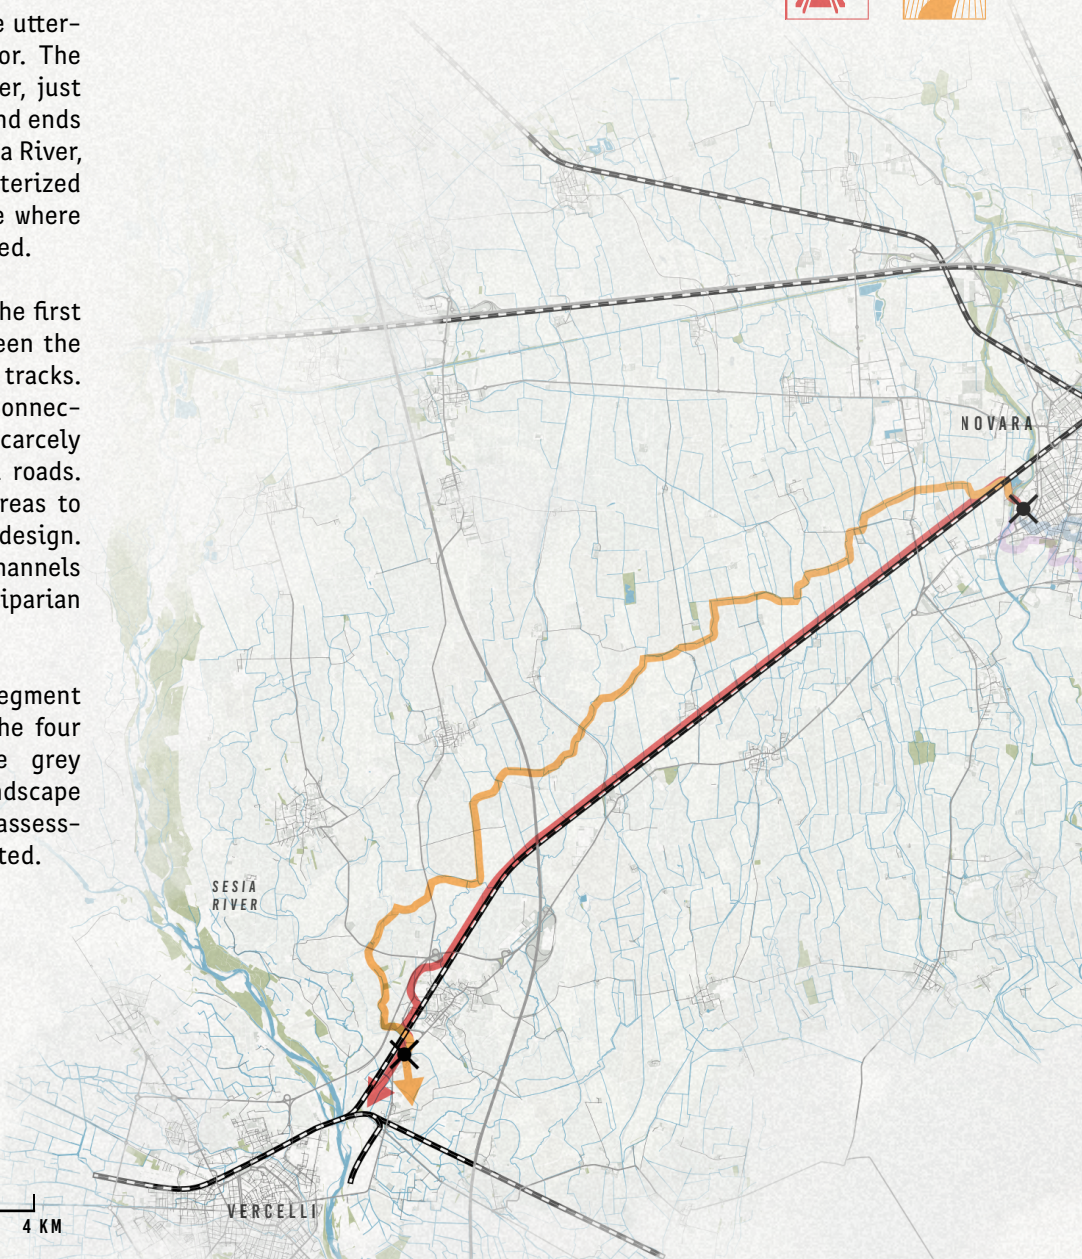 e utter-
or. The
er, just
nd ends
a River,
terized
e where
ed.
he first
een the
tracks.
onnec-
carcely
roads.
reas to
design.
hannels
iparian
egment
he four
e grey
ndscape
assess-
ted.
NOVARA
SESIA
RIVER
VERCELLI
4 KM